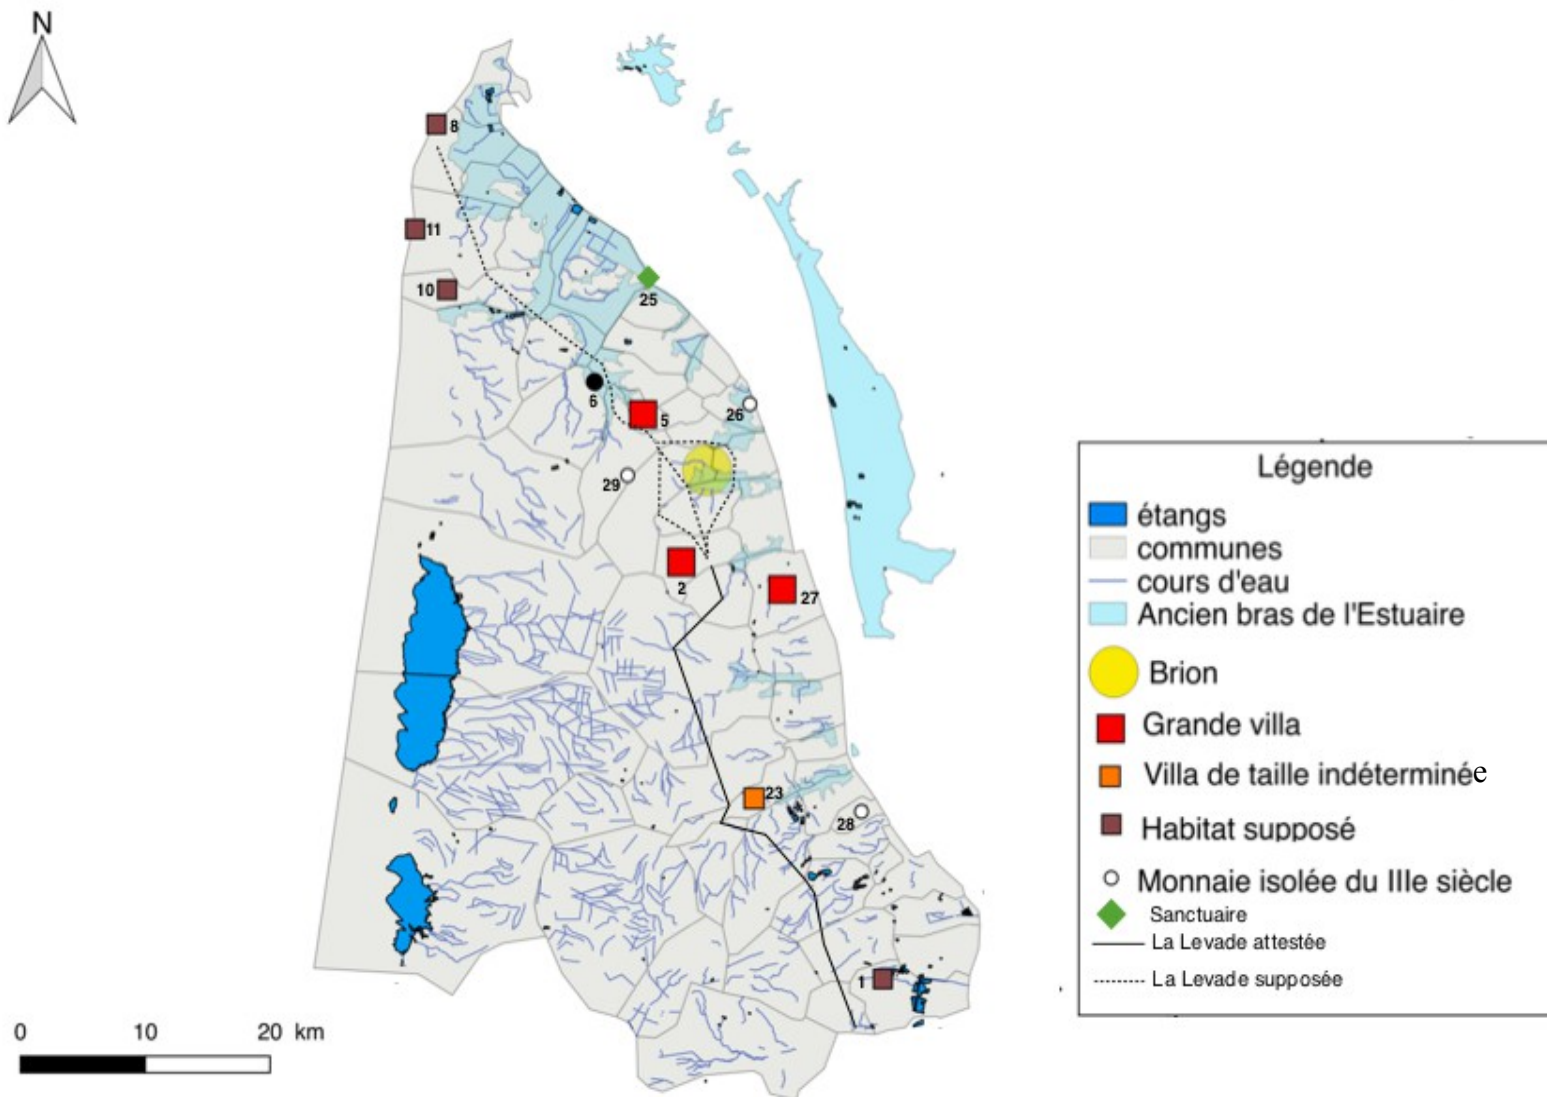 N
8
11
10
25
6
5
26
29
2
27
23
28
1
0 10 20 km
Légende
étangs
communes
cours d'eau
Ancien bras de l'Estuaire
Brion
Grande villa
Villa de taille indéterminée
Habitat supposé
Monnaie isolée du IIIe siècle
Sanctuaire
La Levade attestée
La Levade supposée